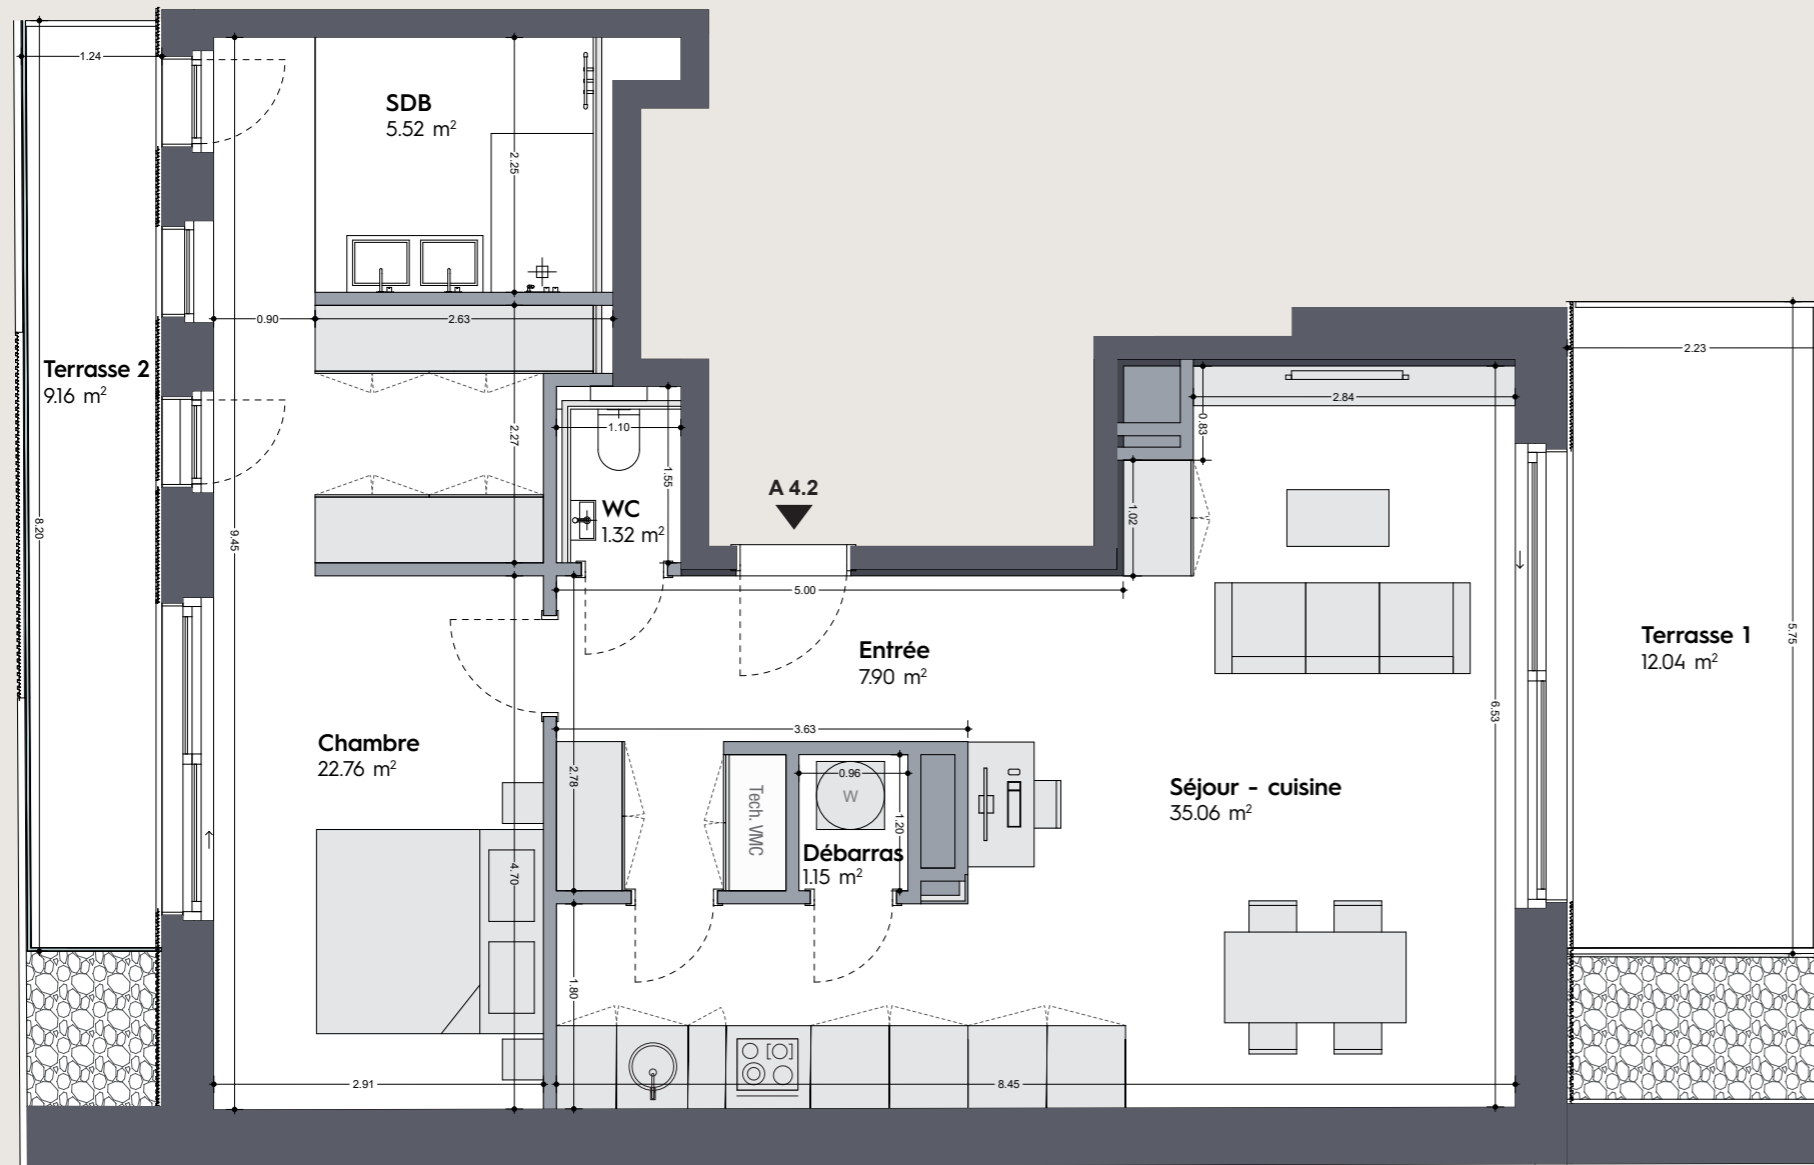 1.24
SDB
5.52 m²
2.25
0.90
2.63
Terrasse 2
9.16 m²
2.23
2.84
0.83
1.10
2.27
1.55
A 4.2
WC
1.32 m²
1.02
8.20
9.45
5.00
Entrée
7.90 m²
Terrasse 1
12.04 m²
5.75
6.53
3.63
Chambre
22.76 m²
2.78
0.96
W
Tech. VMC
1.20
Séjour - cuisine
35.06 m²
Débarras
1.15 m²
4.70
1.80
2.91
8.45